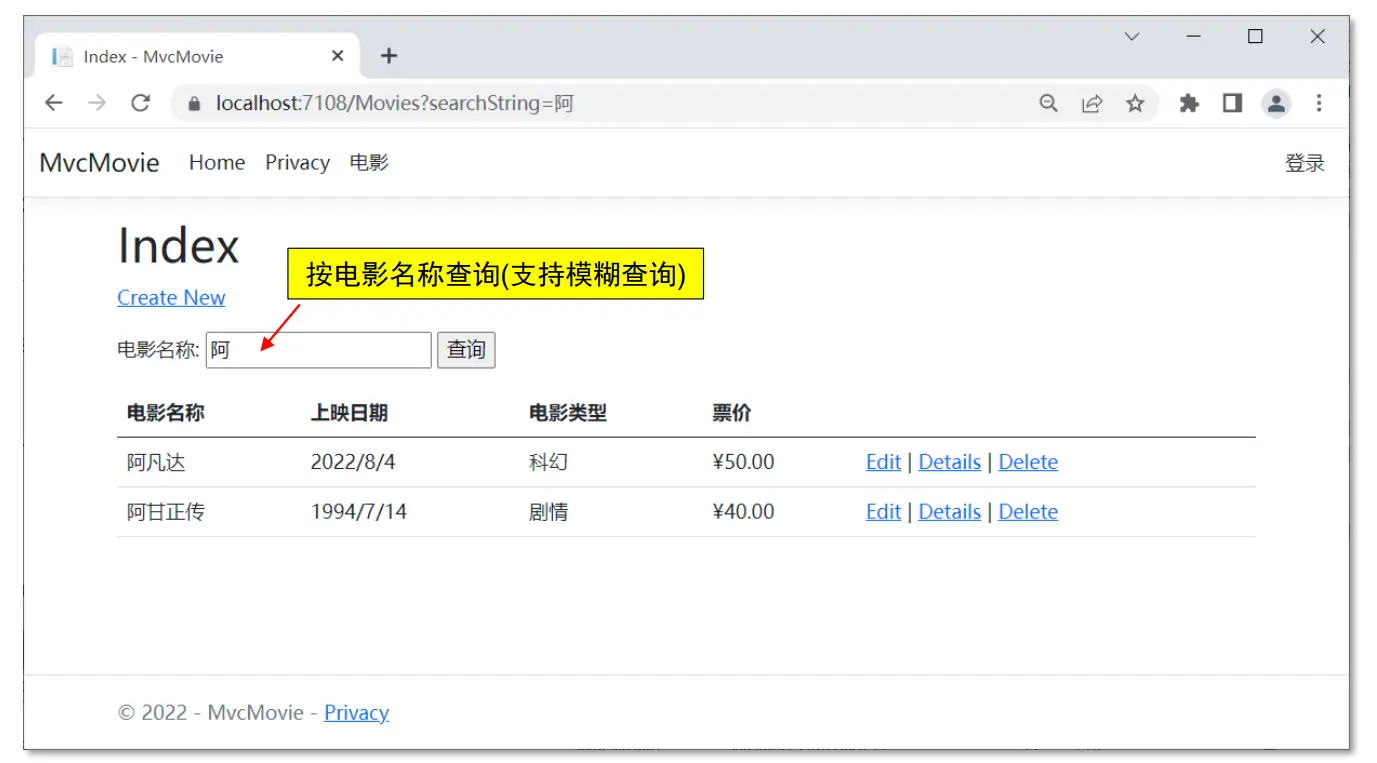 Index - MvcMovie
localhost:7108/Movies?searchString=阿
MvcMovie Home Privacy 电影 登录
Index
按电影名称查询(支持模糊查询)
Create New
电影名称: 阿 查询
电影名称 上映日期 电影类型 票价
阿凡达 2022/8/4 科幻 ¥50.00 Edit | Details | Delete
阿甘正传 1994/7/14 剧情 ¥40.00 Edit | Details | Delete
© 2022 - MvcMovie - Privacy